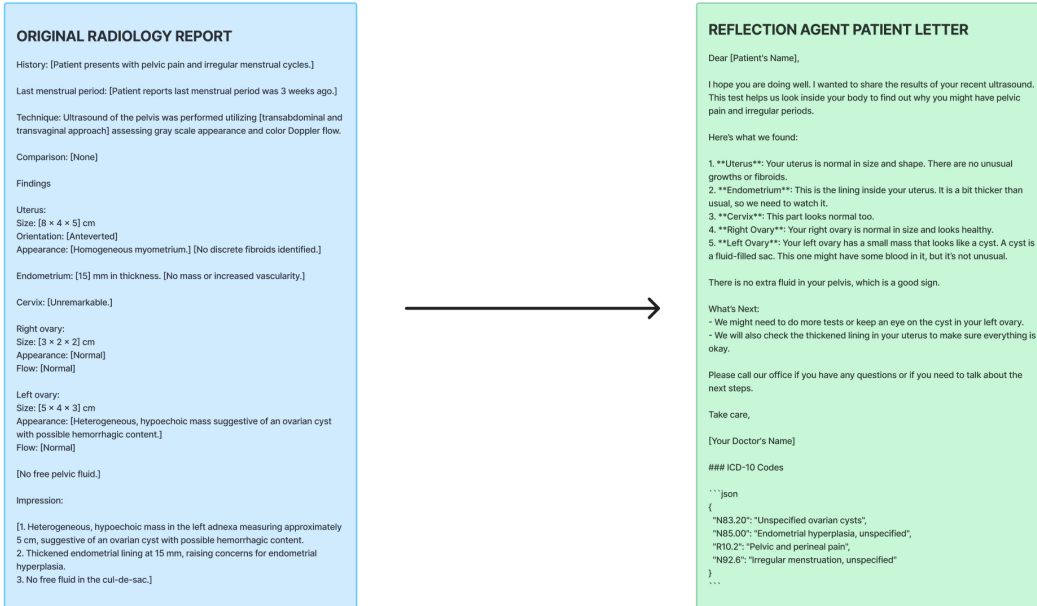 ORIGINAL RADIOLOGY REPORT
History: [Patient presents with pelvic pain and irregular menstrual cycles.]
Last menstrual period: [Patient reports last menstrual period was 3 weeks ago.]
Technique: Ultrasound of the pelvis was performed utilizing [transabdominal and
transvaginal approach] assessing gray scale appearance and color Doppler flow.
Comparison: [None]
Findings
Uterus:
Size: [8 × 4 × 5] cm
Orientation: [Anteverted]
Appearance: [Homogeneous myometrium.] [No discrete fibroids identified.]
Endometrium: [15] mm in thickness. [No mass or increased vascularity.]
Cervix: [Unremarkable.]
Right ovary:
Size: [3 × 2 × 2] cm
Appearance: [Normal]
Flow: [Normal]
Left ovary:
Size: [5 × 4 × 3] cm
Appearance: [Heterogeneous, hypoechoic mass suggestive of an ovarian cyst
with possible hemorrhagic content.]
Flow: [Normal]
[No free pelvic fluid.]
Impression:
[1. Heterogeneous, hypoechoic mass in the left adnexa measuring approximately
5 cm, suggestive of an ovarian cyst with possible hemorrhagic content.
2. Thickened endometrial lining at 15 mm, raising concerns for endometrial
hyperplasia.
3. No free fluid in the cul-de-sac.]
REFLECTION AGENT PATIENT LETTER
Dear [Patient's Name],
I hope you are doing well. I wanted to share the results of your recent ultrasound.
This test helps us look inside your body to find out why you might have pelvic
pain and irregular periods.
Here's what we found:
1. **Uterus**: Your uterus is normal in size and shape. There are no unusual
growths or fibroids.
2. **Endometrium**: This is the lining inside your uterus. It is a bit thicker than
usual, so we need to watch it.
3. **Cervix**: This part looks normal too.
4. **Right Ovary**: Your right ovary is normal in size and looks healthy.
5. **Left Ovary**: Your left ovary has a small mass that looks like a cyst. A cyst is
a fluid-filled sac. This one might have some blood in it, but it's not unusual.
There is no extra fluid in your pelvis, which is a good sign.
What's Next:
- We might need to do more tests or keep an eye on the cyst in your left ovary.
- We will also check the thickened lining in your uterus to make sure everything is
okay.
Please call our office if you have any questions or if you need to talk about the
next steps.
Take care,
[Your Doctor's Name]
### ICD-10 Codes
```json
{
"N83.20": "Unspecified ovarian cysts",
"N85.00": "Endometrial hyperplasia, unspecified",
"R10.2": "Pelvic and perineal pain",
"N92.6": "Irregular menstruation, unspecified"
}
```